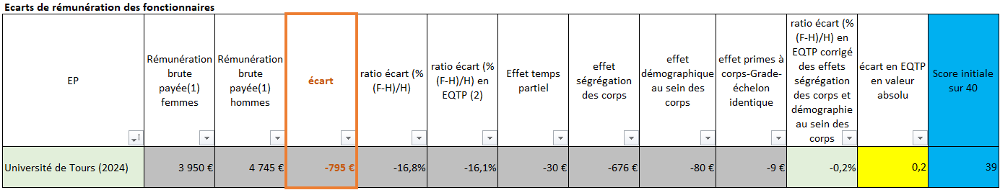 Ecarts de rémunération des fonctionnaires
EP
Rémunération
brute
payée(1)
femmes
Rémunération
brute
payée(1)
hommes
écart
ratio écart (%
(F-H)/H)
ratio écart (%
(F-H)/H) en
EQTP (2)
Effet temps
partiel
effet
ségrégation
des corps
effet
démographique
au sein des
corps
effet primes à
corps-Grade-
échelon
identique
ratio écart (%
(F-H)/H) en
EQTP corrigé
des effets
ségrégation
des corps et
démographie
au sein des
corps
écart en EQTP
en valeur
absolu
Score initiale
sur 40
Université de Tours (2024)
3 950 €
4 745 €
-795 €
-16,8%
-16,1%
-30 €
-676 €
-80 €
-9 €
-0,2%
0,2
39